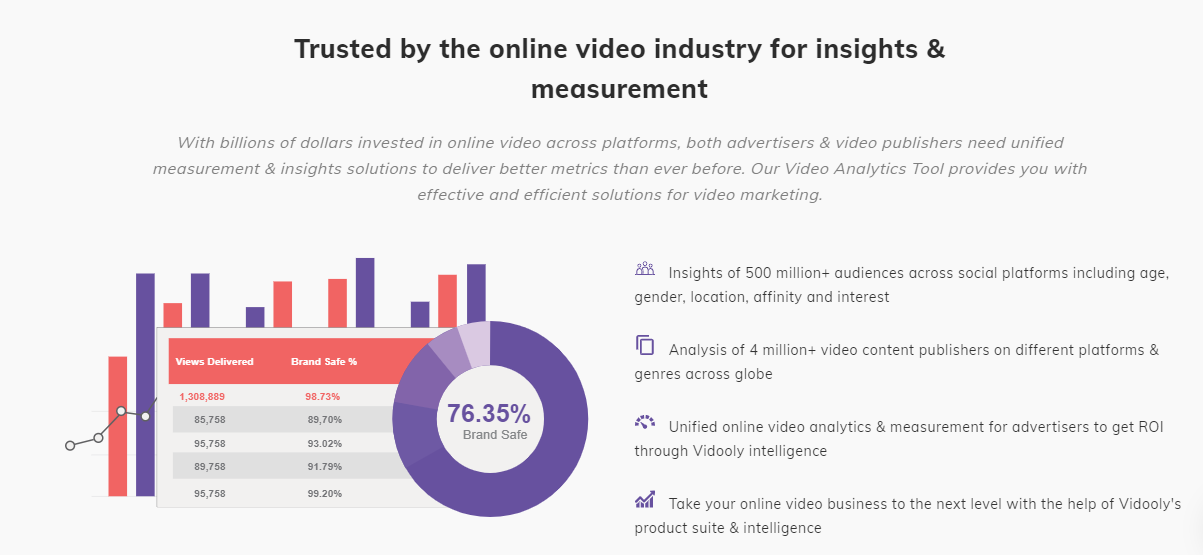 Trusted by the online video industry for insights &
measurement
With billions of dollars invested in online video across platforms, both advertisers & video publishers need unified
measurement & insights solutions to deliver better metrics than ever before. Our Video Analytics Tool provides you with
effective and efficient solutions for video marketing.
Views Delivered Brand Safe %
1,308,889 98.73%
85,758 89,70%
95,758 93.02%
89,758 91.79%
95,758 99.20%
76.35%
Brand Safe
Insights of 500 million+ audiences across social platforms including age,
gender, location, affinity and interest
Analysis of 4 million+ video content publishers on different platforms &
genres across globe
Unified online video analytics & measurement for advertisers to get ROI
through Vidooly intelligence
Take your online video business to the next level with the help of Vidooly's
product suite & intelligence